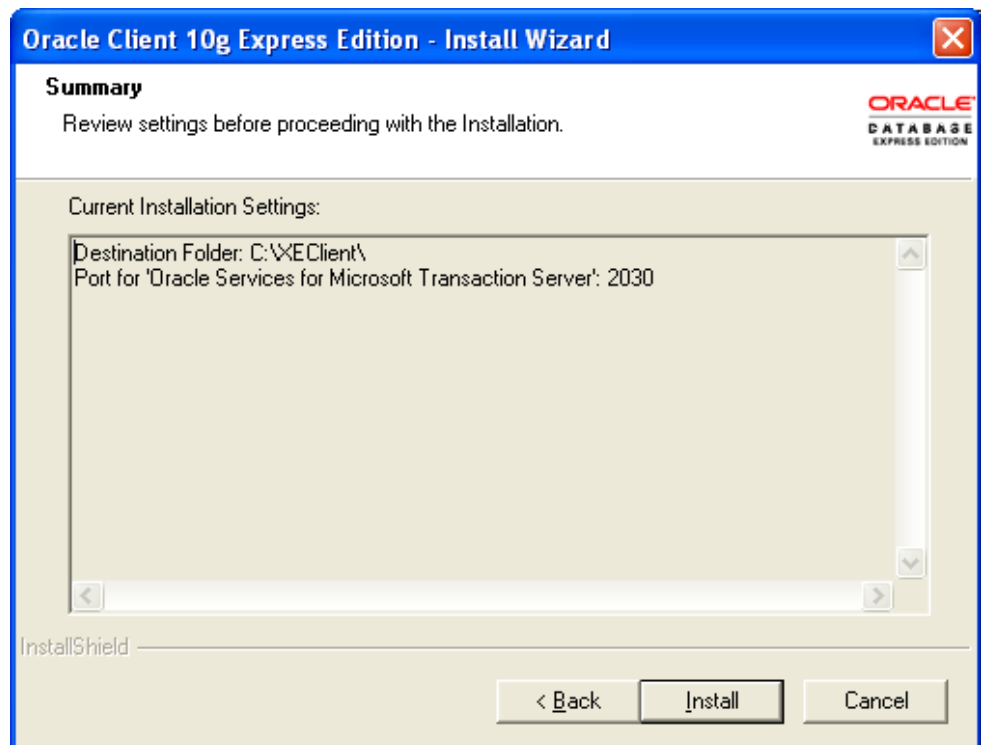 Oracle Client 10g Express Edition - Install Wizard
Summary
Review settings before proceeding with the Installation.
ORACLE
DATABASE
EXPRESS EDITION
Current Installation Settings:
Destination Folder: C:\XEClient\
Port for 'Oracle Services for Microsoft Transaction Server': 2030
InstallShield
< Back
Install
Cancel